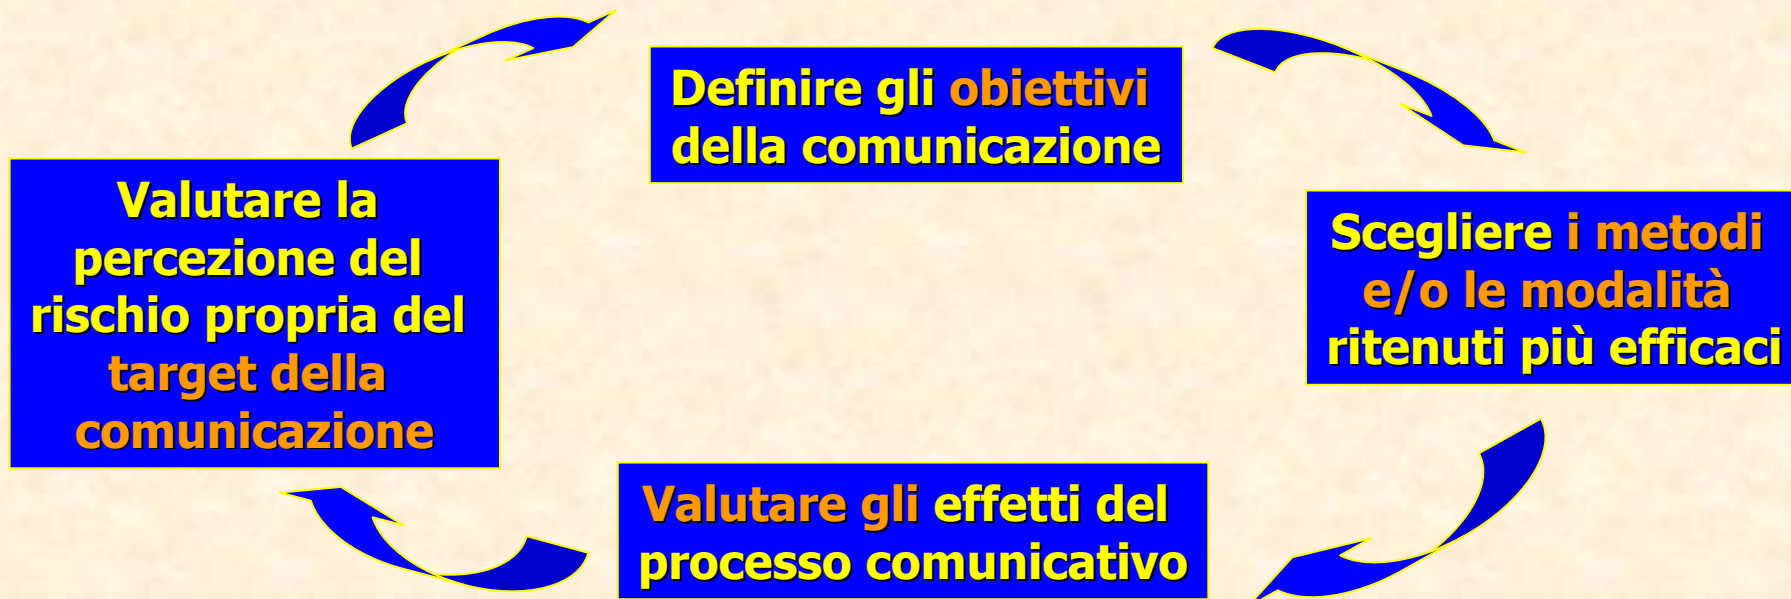 Definire gli obiettivi
della comunicazione
Valutare la
percezione del
rischio propria del
target della
comunicazione
Scegliere i metodi
e/o le modalità
ritenuti più efficaci
Valutare gli effetti del
processo comunicativo